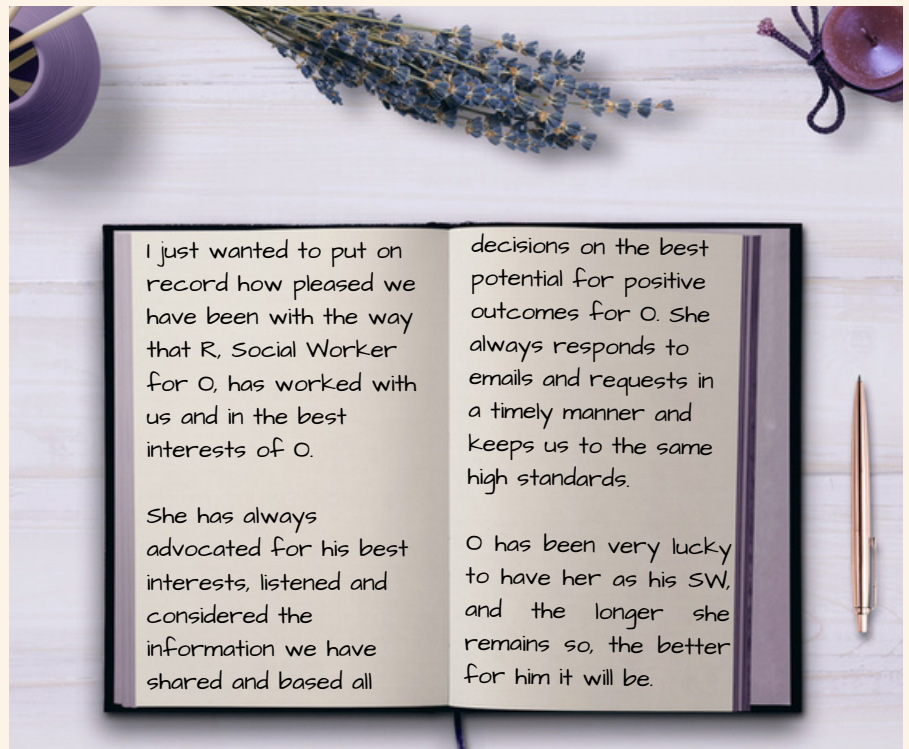 I just wanted to put on
record how pleased we
have been with the way
that R, Social Worker
for O, has worked with
us and in the best
interests of O.
She has always
advocated for his best
interests, listened and
considered the
information we have
shared and based all
decisions on the best
potential for positive
outcomes for O. She
always responds to
emails and requests in
a timely manner and
keeps us to the same
high standards.
O has been very lucky
to have her as his SW,
and the longer she
remains so, the better
for him it will be.